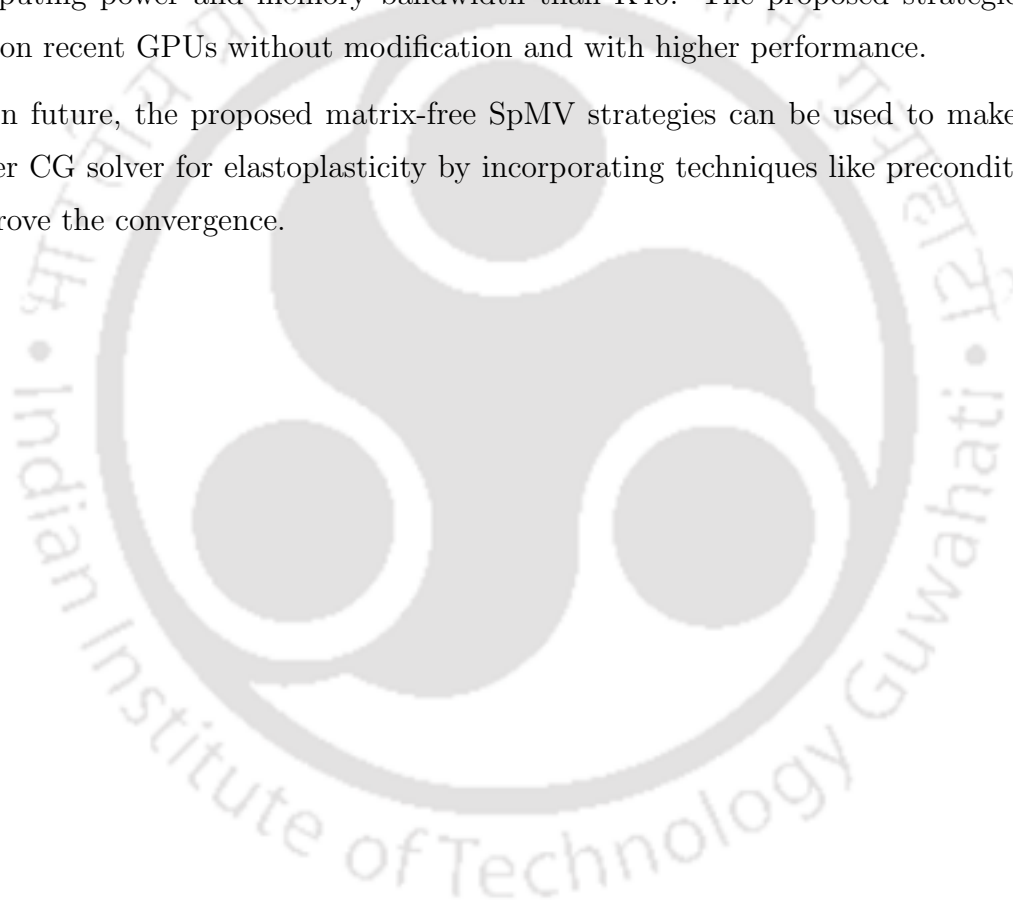 puting power and memory bandwidth than K40. The proposed strategie
on recent GPUs without modification and with higher performance.
n future, the proposed matrix-free SpMV strategies can be used to make
er CG solver for elastoplasticity by incorporating techniques like precondit
rove the convergence.
Indian Institute of Technology Guwahati